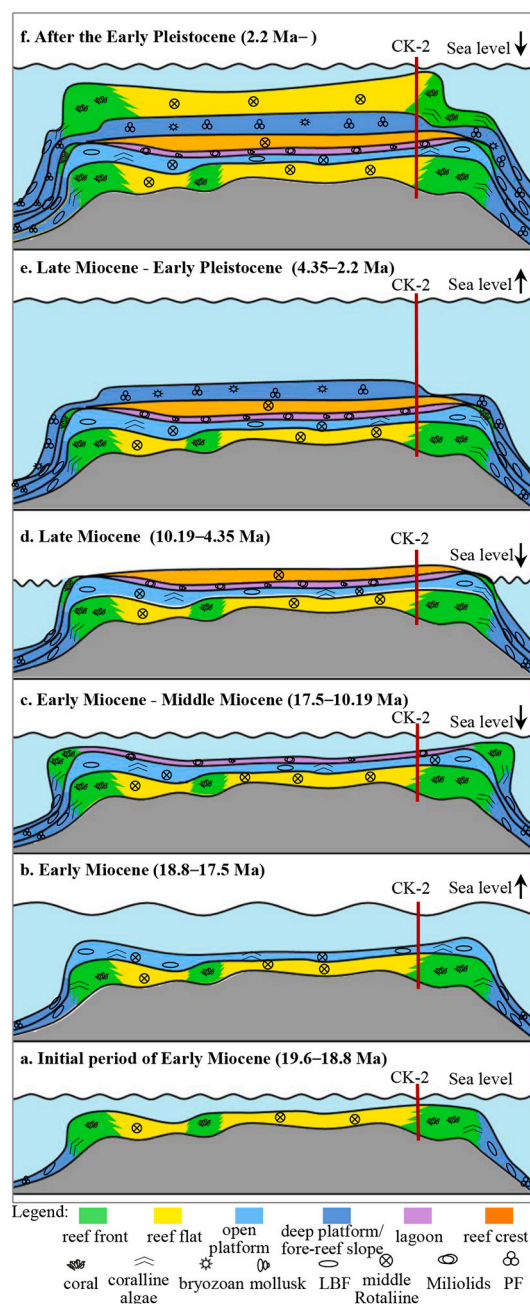 f. After the Early Pleistocene (2.2 Ma– )
CK-2 Sea level
e. Late Miocene - Early Pleistocene (4.35–2.2 Ma)
CK-2 Sea level
d. Late Miocene (10.19–4.35 Ma)
CK-2 Sea level
c. Early Miocene - Middle Miocene (17.5–10.19 Ma)
CK-2 Sea level
b. Early Miocene (18.8–17.5 Ma)
CK-2 Sea level
a. Initial period of Early Miocene (19.6–18.8 Ma)
CK-2 Sea level
Legend:
reef front
reef flat
open
platform
deep platform/
fore-reef slope
lagoon
reef crest
coral
coralline
algae
bryozoan
mollusk
LBF
middle
Rotaliine
Miliolids
PF